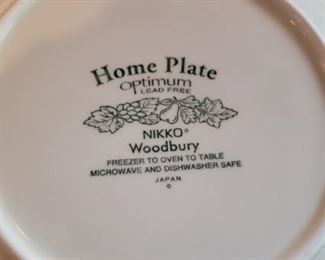 Home Plate
Optimum
LEAD FREE
NIKKO®
Woodbury
FREEZER TO OVEN TO TABLE
MICROWAVE AND DISHWASHER SAFE
JAPAN
©